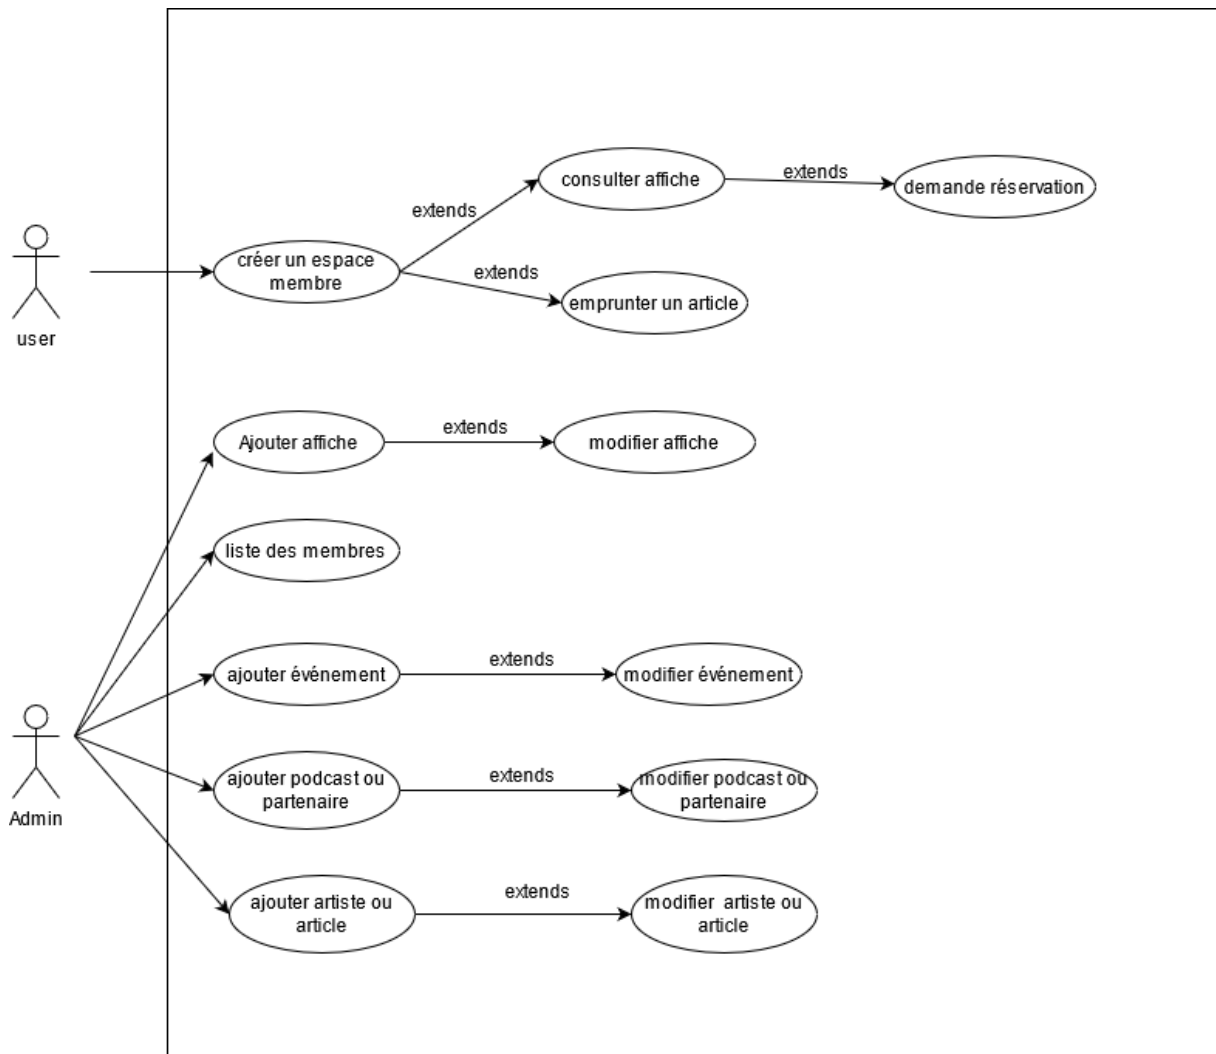 consulter affiche
extends
demande réservation
extends
créer un espace
membre
extends
emprunter un article
user
Ajouter affiche
extends
modifier affiche
liste des membres
ajouter événement
extends
modifier événement
ajouter podcast ou
partenaire
extends
modifier podcast ou
partenaire
Admin
ajouter artiste ou
article
extends
modifier artiste ou
article